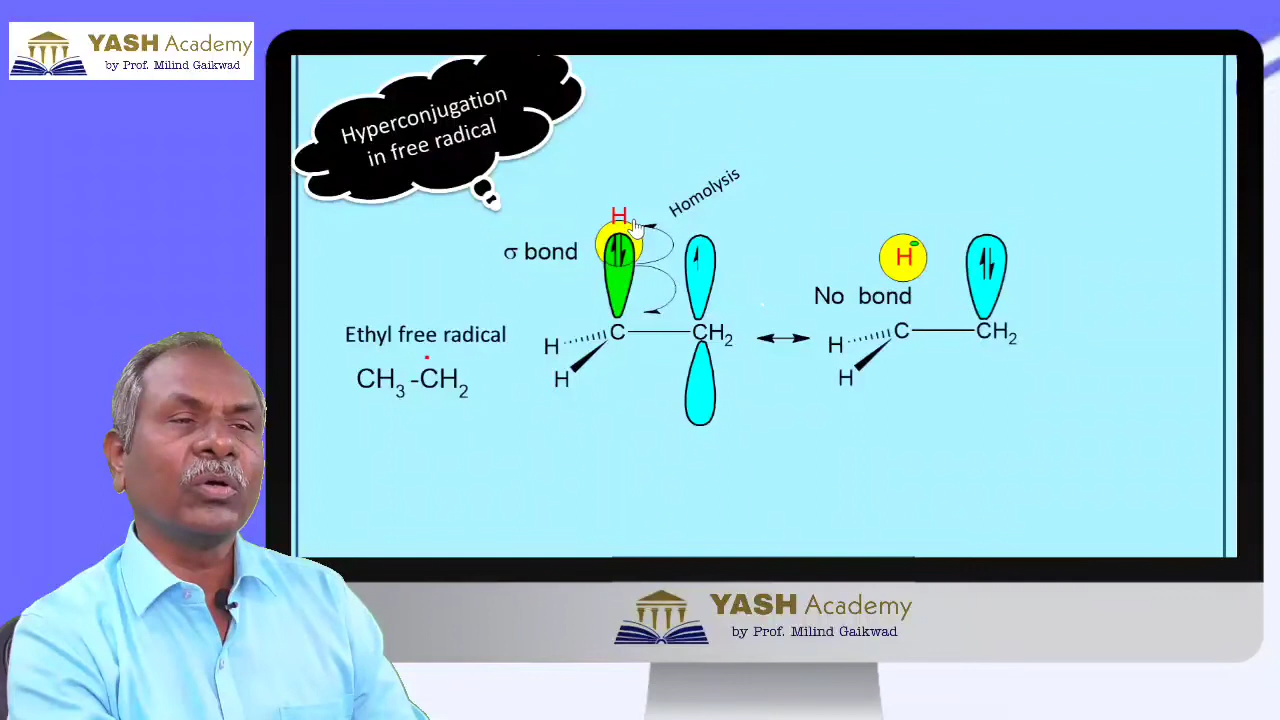 YASH Academy
by Prof. Milind Gaikwad
Hyperconjugation
in free radical
Homolysis
H
σ bond
H
No bond
Ethyl free radical
CH3 -ĊH2
H
C
CH2
H
H
C
CH2
H
YASH Academy
by Prof. Milind Gaikwad